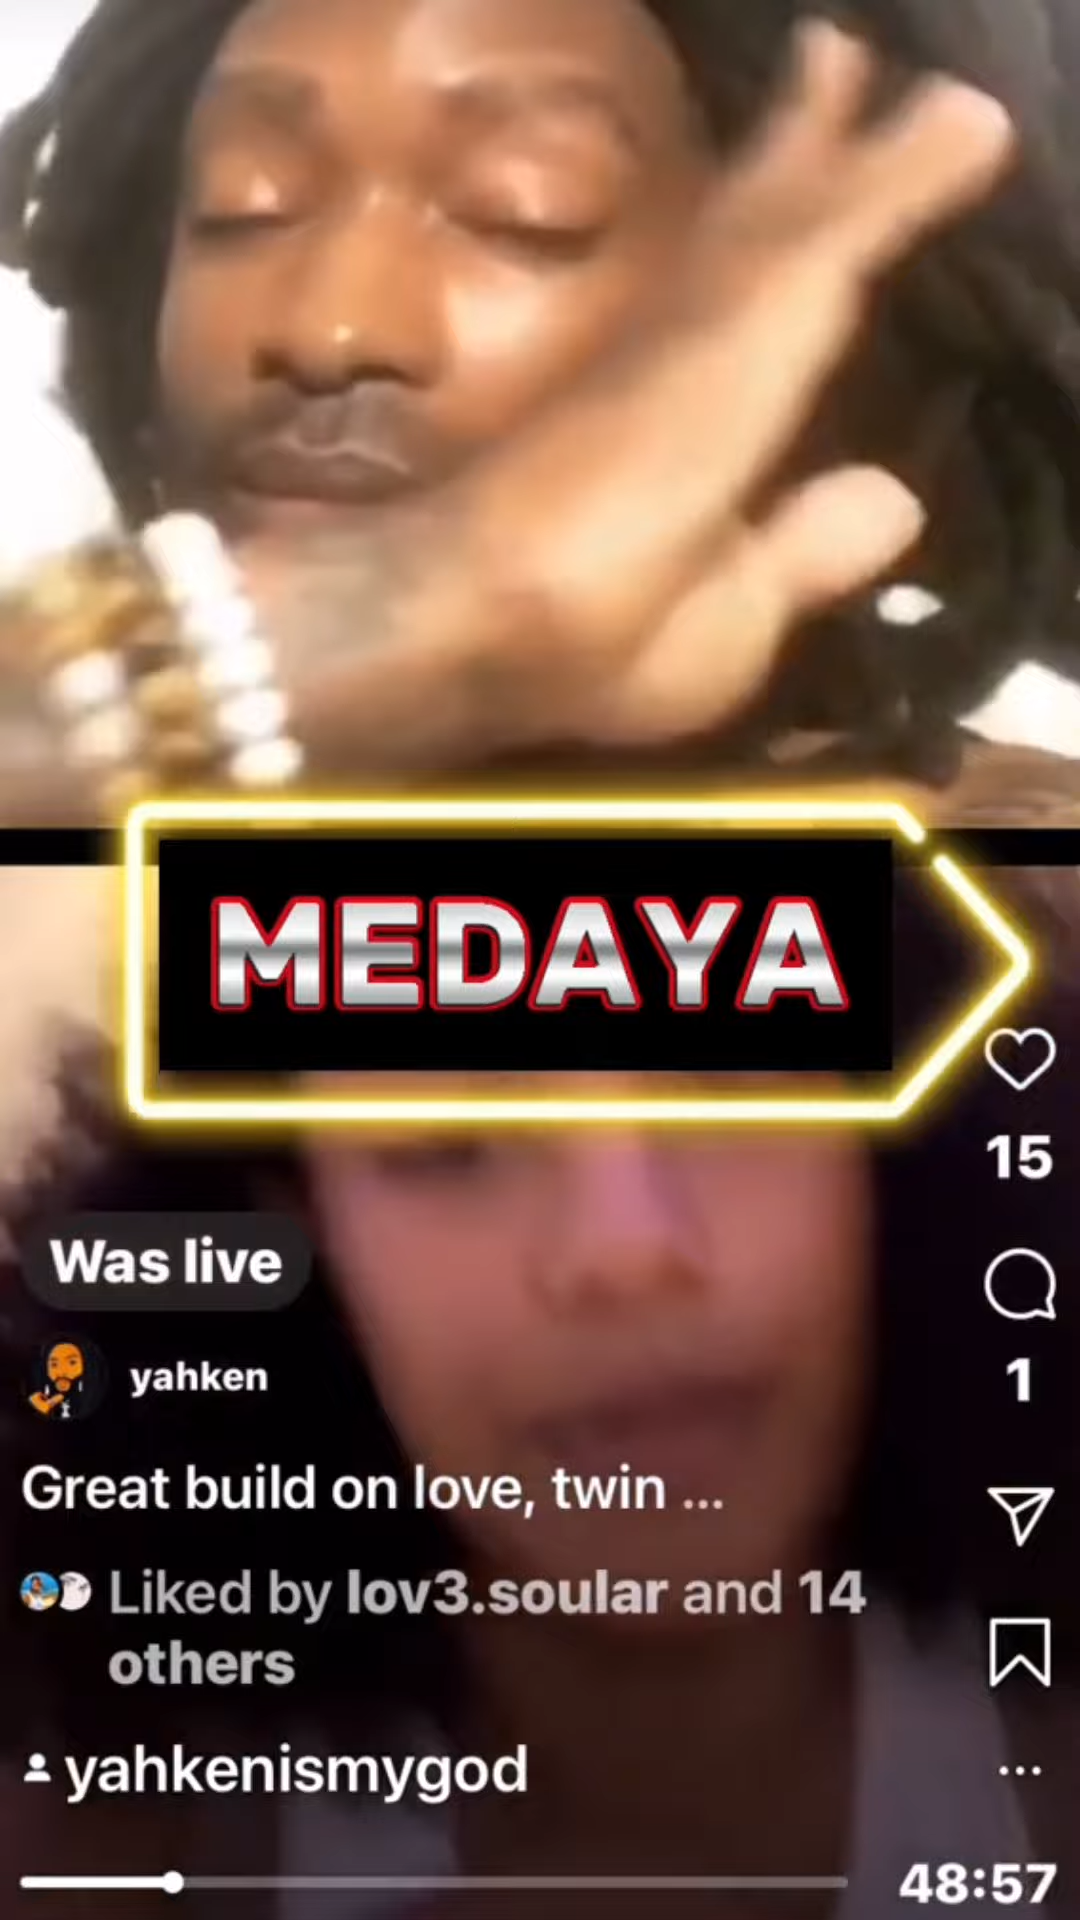 MEDAYA
15
Was live
yahken
1
Great build on love, twin ...
Liked by lov3.soular and 14
others
yahkenismygod
48:57